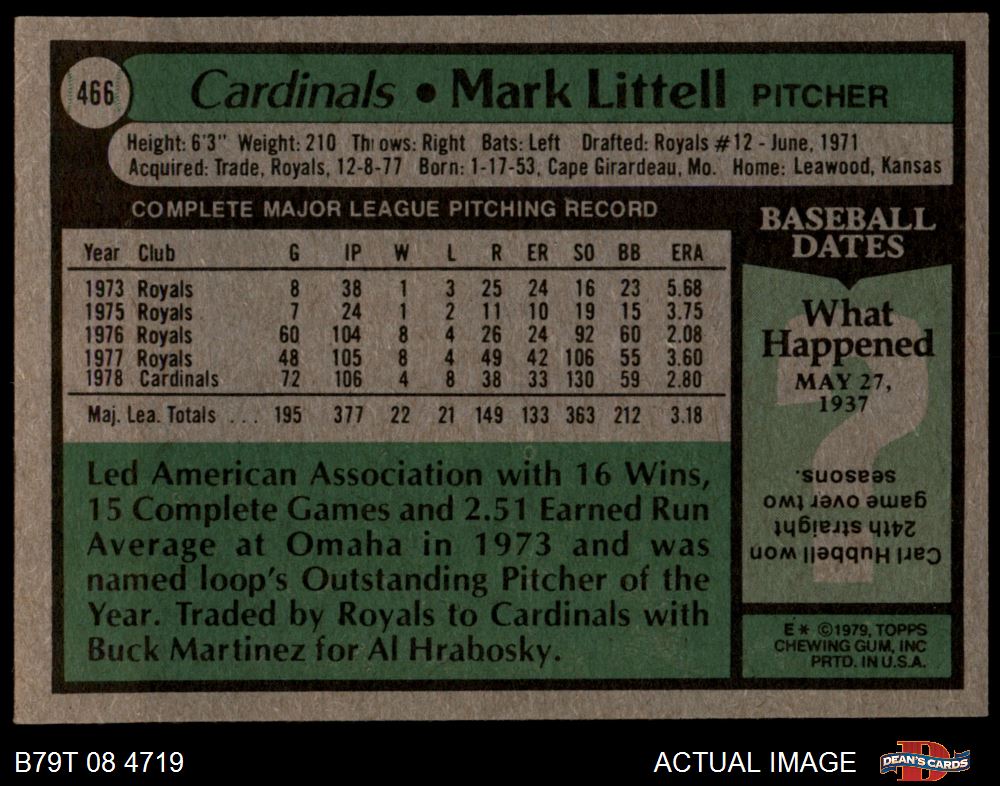 466
Cardinals • Mark Littell PITCHER
Height: 6'3" Weight: 210 Throws: Right Bats: Left Drafted: Royals #12 - June, 1971
Acquired: Trade, Royals, 12-8-77 Born: 1-17-53, Cape Girardeau, Mo. Home: Leawood, Kansas
COMPLETE MAJOR LEAGUE PITCHING RECORD
Year Club G IP W L R ER SO BB ERA
1973 Royals 8 38 1 3 25 24 16 23 5.68
1975 Royals 7 24 1 2 11 10 19 15 3.75
1976 Royals 60 104 8 4 26 24 92 60 2.08
1977 Royals 48 105 8 4 49 42 106 55 3.60
1978 Cardinals 72 106 4 8 38 33 130 59 2.80
Maj. Lea. Totals . . . 195 377 22 21 149 133 363 212 3.18
Led American Association with 16 Wins,
15 Complete Games and 2.51 Earned Run
Average at Omaha in 1973 and was
named loop's Outstanding Pitcher of the
Year. Traded by Royals to Cardinals with
Buck Martinez for Al Hrabosky.
BASEBALL
DATES
What
Happened
MAY 27,
1937
?
Carl Hubbell won
24th straight
game over two
seasons.
E * ©1979, TOPPS
CHEWING GUM, INC
PRTD. IN U.S.A.
B79T 08 4719
ACTUAL IMAGE
D
DEAN'S CARDS